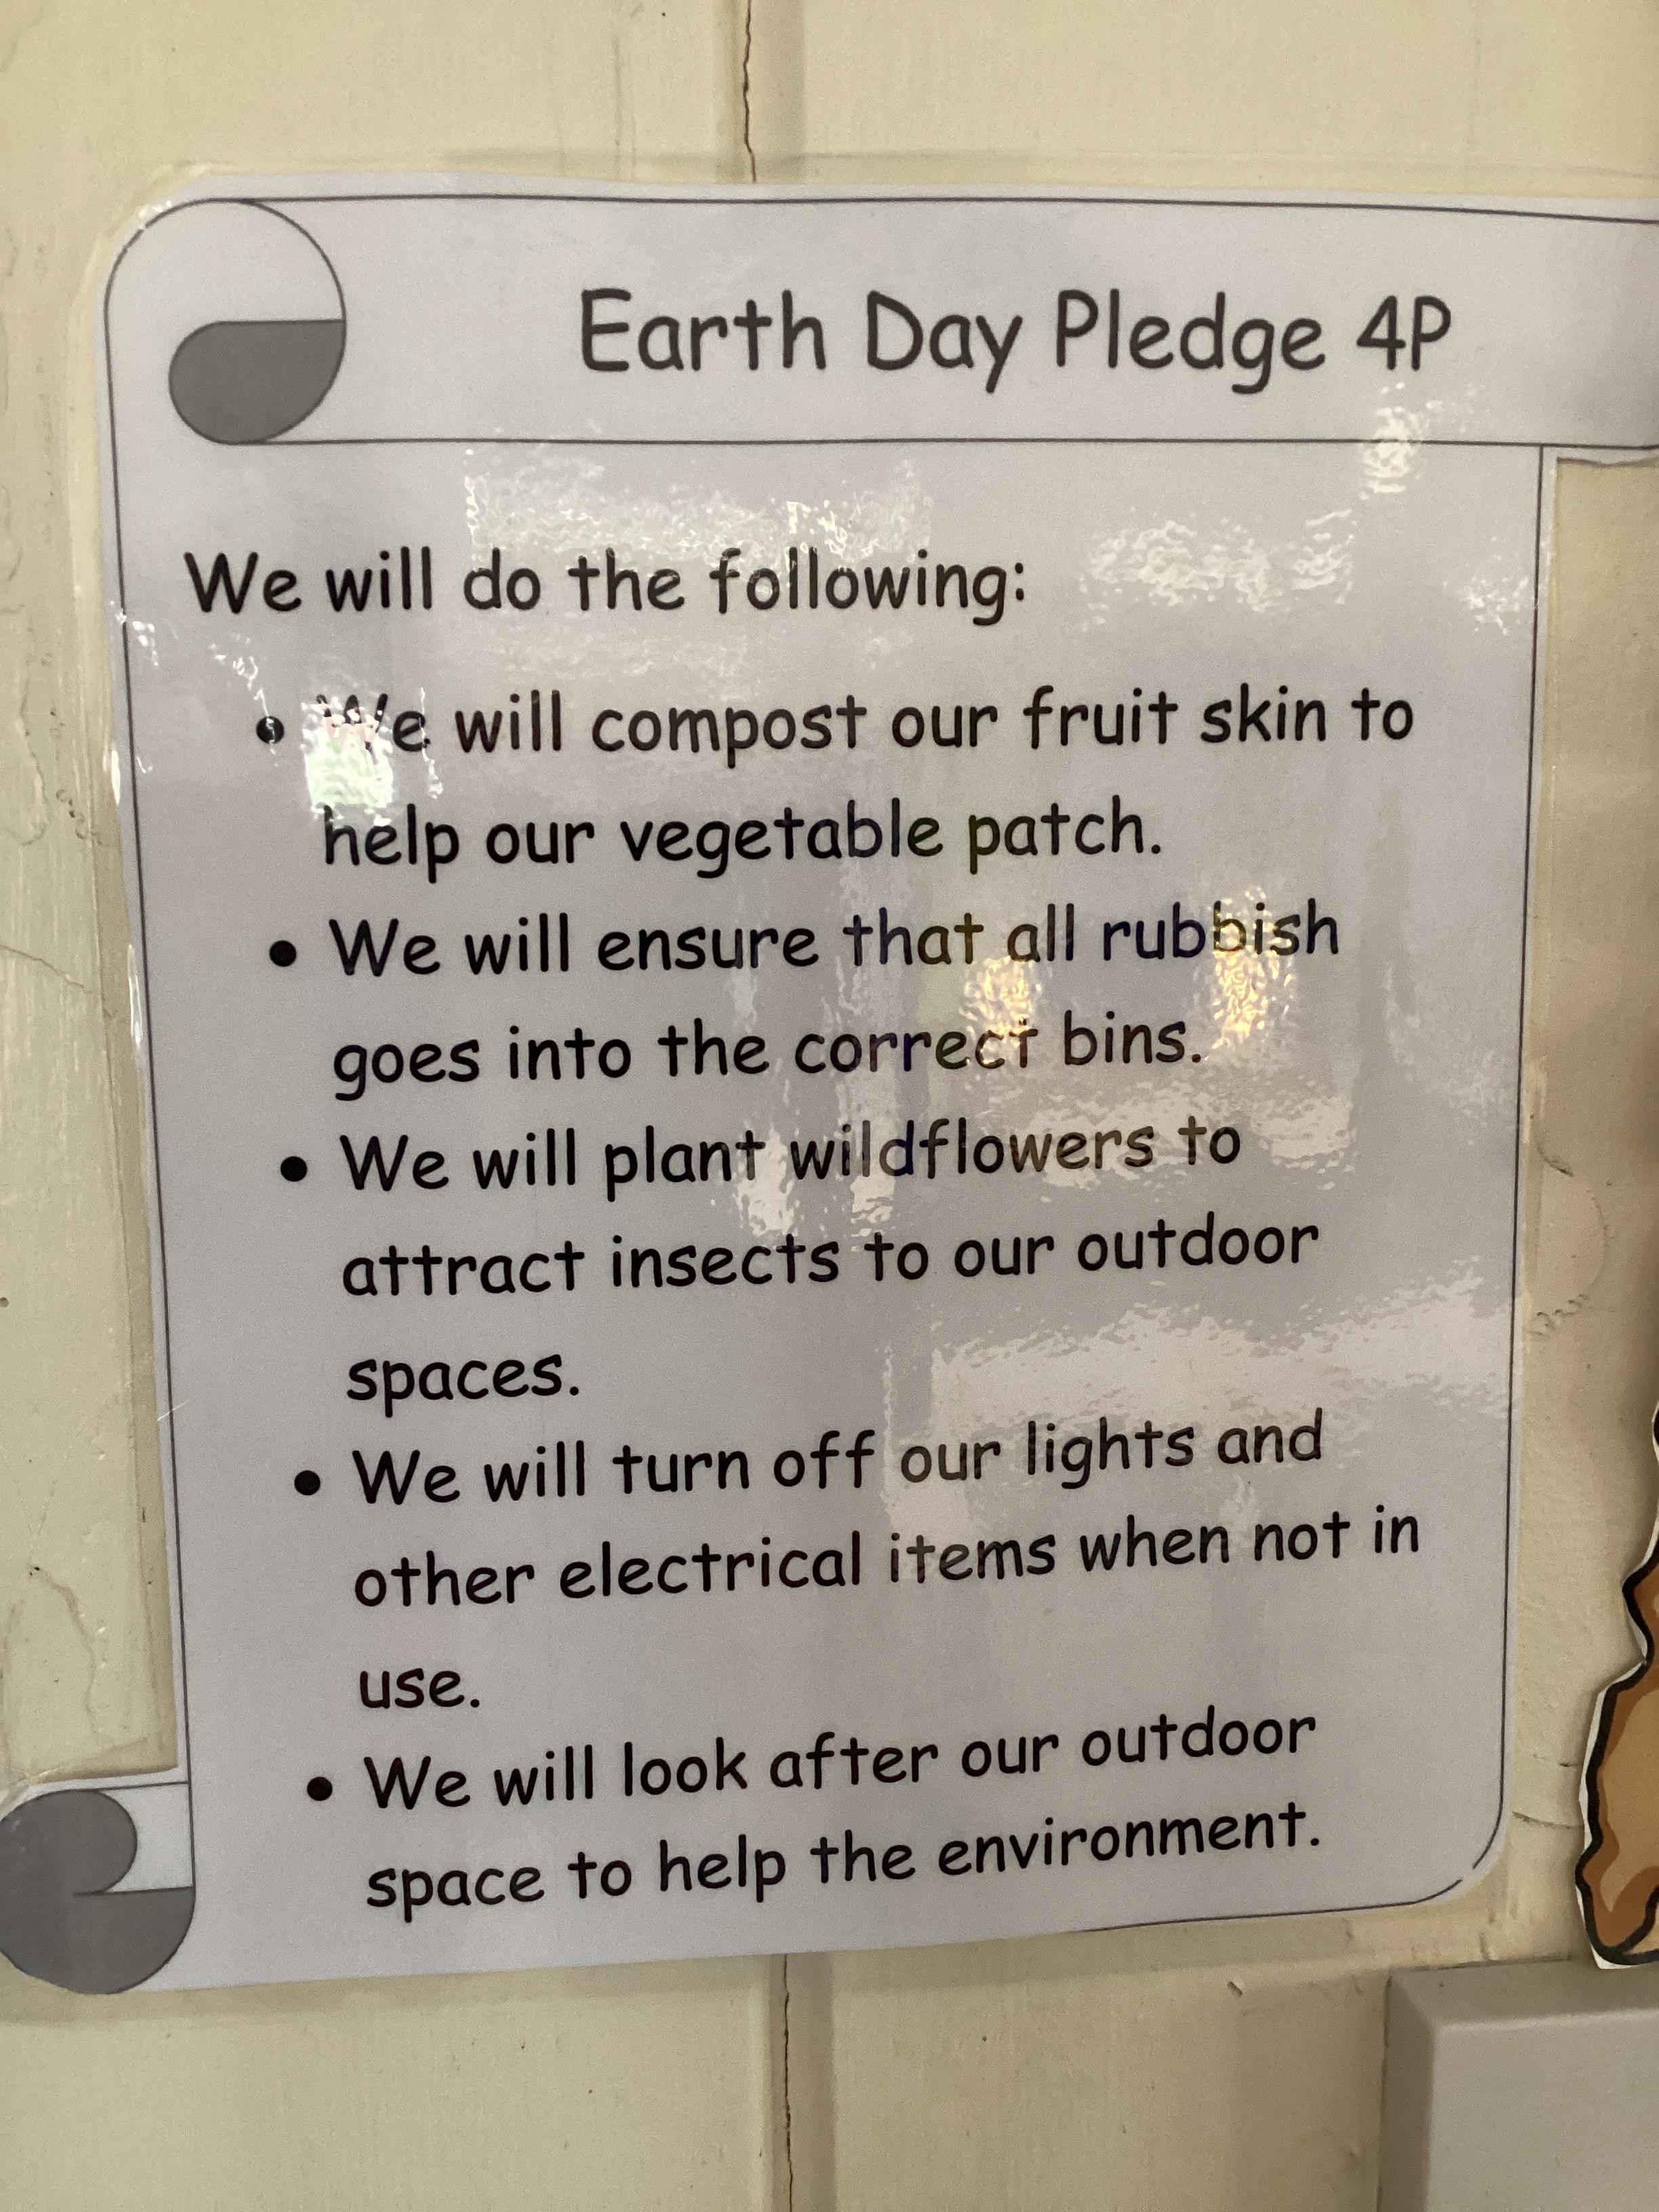 Earth Day Pledge 4P
We will do the following:
• We will compost our fruit skin to
help our vegetable patch.
• We will ensure that all rubbish
goes into the correct bins.
• We will plant wildflowers to
attract insects to our outdoor
spaces.
• We will turn off our lights and
other electrical items when not in
use.
• We will look after our outdoor
space to help the environment.